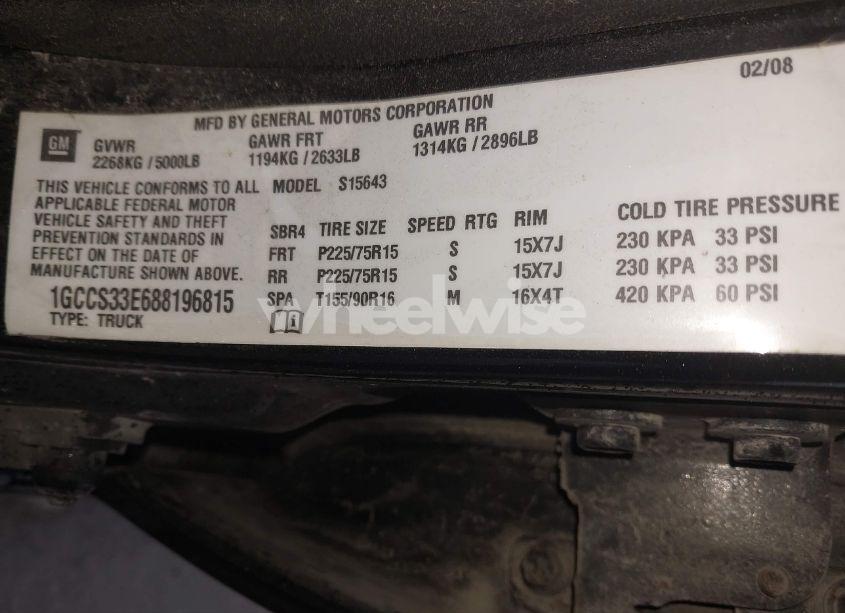 02/08
MFD BY GENERAL MOTORS CORPORATION
GM GVWR GAWR FRT GAWR RR
2268KG / 5000LB 1194KG / 2633LB 1314KG / 2896LB
THIS VEHICLE CONFORMS TO ALL MODEL S15643
APPLICABLE FEDERAL MOTOR
VEHICLE SAFETY AND THEFT
PREVENTION STANDARDS IN
EFFECT ON THE DATE OF
MANUFACTURE SHOWN ABOVE.
1GCCS33E688196815
TYPE: TRUCK
SBR4 TIRE SIZE SPEED RTG RIM COLD TIRE PRESSURE
FRT P225/75R15 S 15X7J 230 KPA 33 PSI
RR P225/75R15 S 15X7J 230 KPA 33 PSI
SPA T155/90R16 M 16X4T 420 KPA 60 PSI
wheelwise